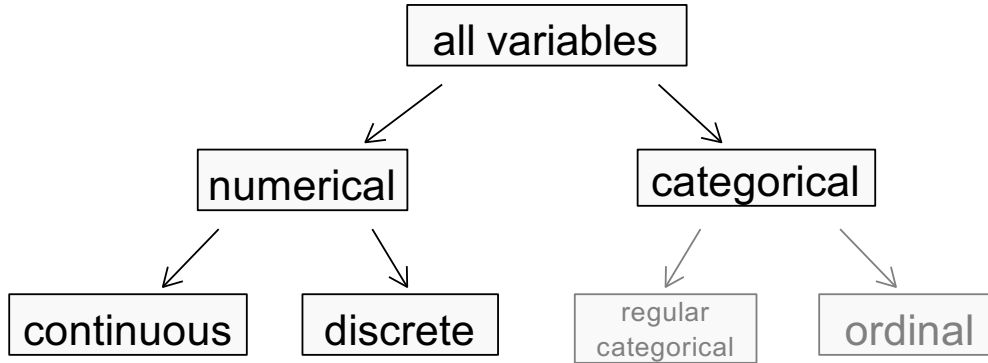 all variables
numerical
categorical
continuous
discrete
regular
categorical
ordinal